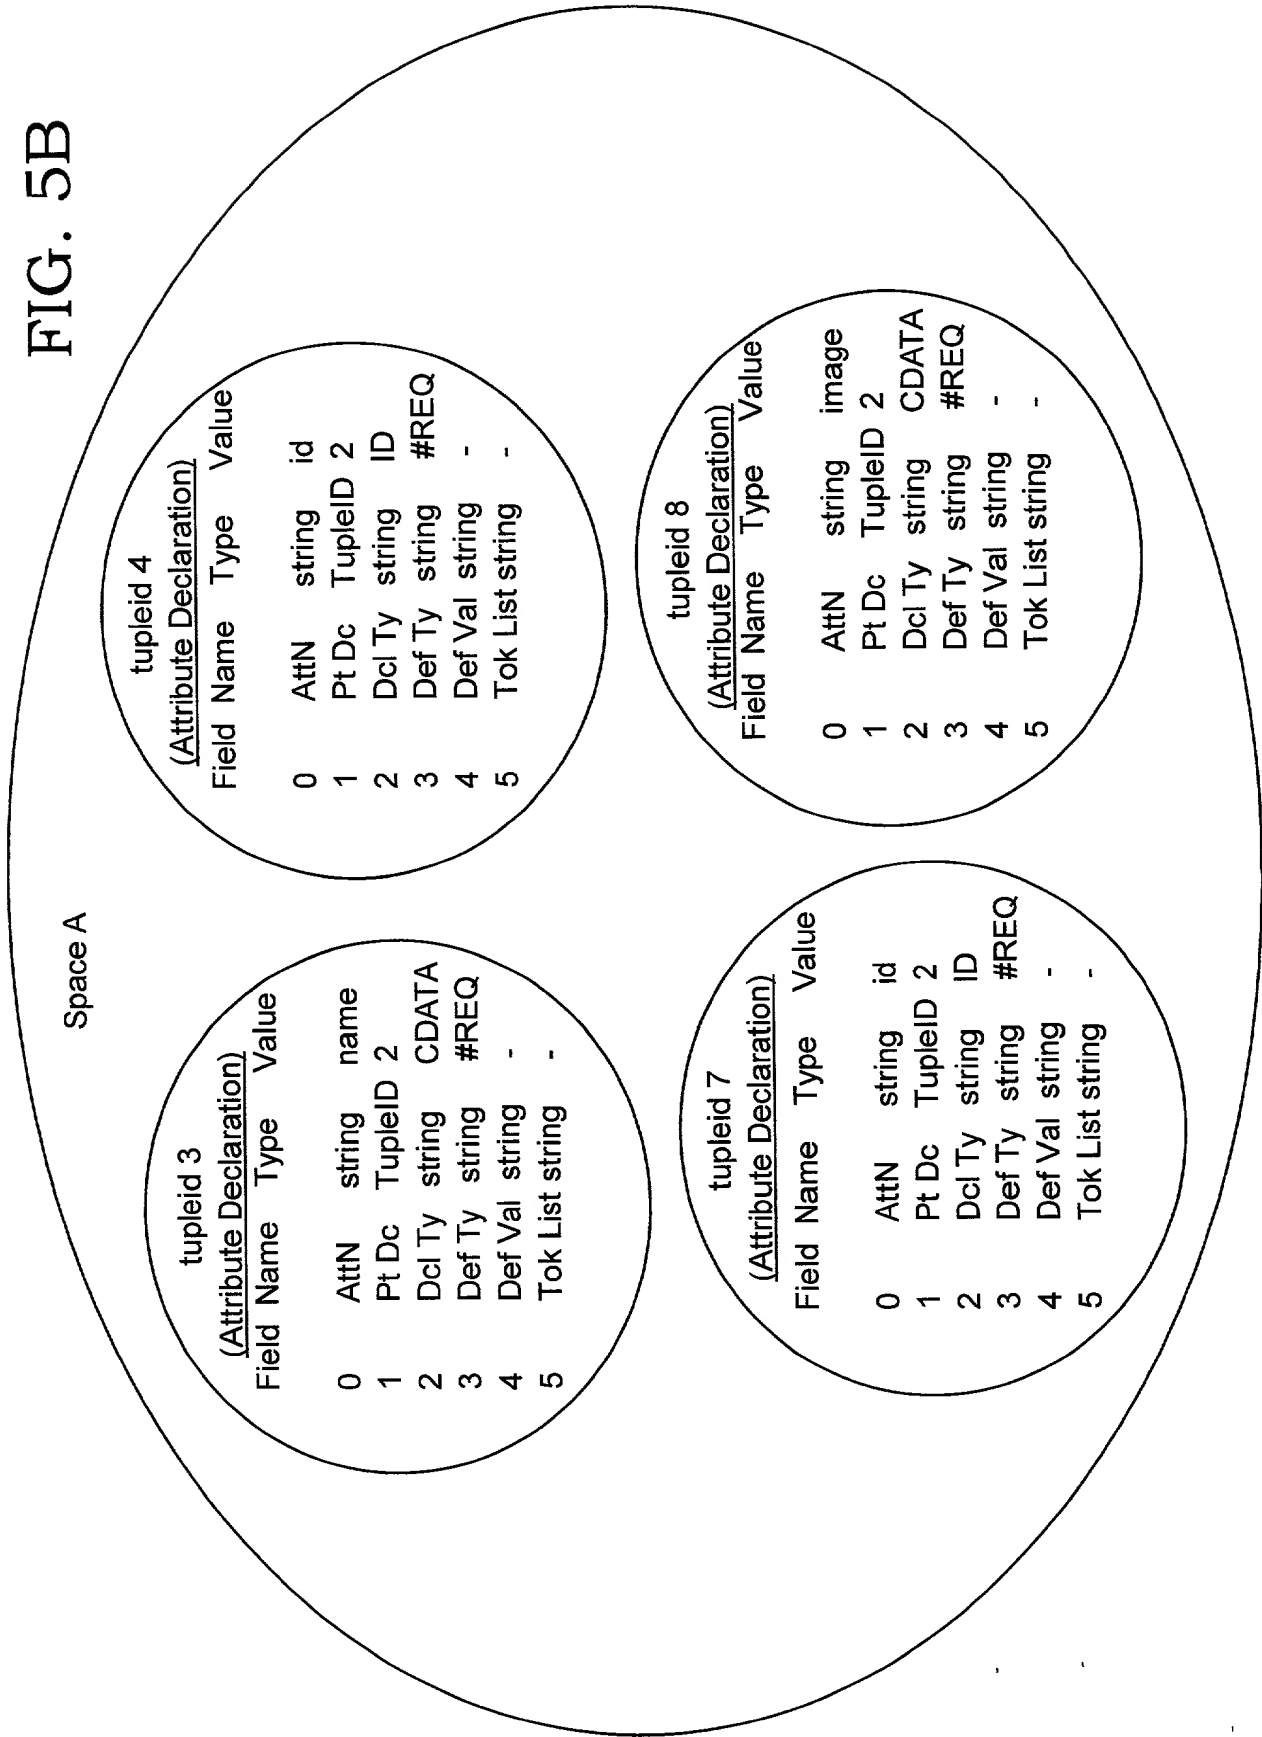 FIG. 5B
Space A
tupleid 3
(Attribute Declaration)
Field Name Type Value
0 AttN string name
1 Pt Dc TupleID 2
2 Dcl Ty string CDATA
3 Def Ty string #REQ
4 Def Val string -
5 Tok List string -
tupleid 4
(Attribute Declaration)
Field Name Type Value
0 AttN string id
1 Pt Dc TupleID 2
2 Dcl Ty string ID
3 Def Ty string #REQ
4 Def Val string -
5 Tok List string -
tupleid 7
(Attribute Declaration)
Field Name Type Value
0 AttN string id
1 Pt Dc TupleID 2
2 Dcl Ty string ID
3 Def Ty string #REQ
4 Def Val string -
5 Tok List string -
tupleid 8
(Attribute Declaration)
Field Name Type Value
0 AttN string image
1 Pt Dc TupleID 2
2 Dcl Ty string CDATA
3 Def Ty string #REQ
4 Def Val string -
5 Tok List string -